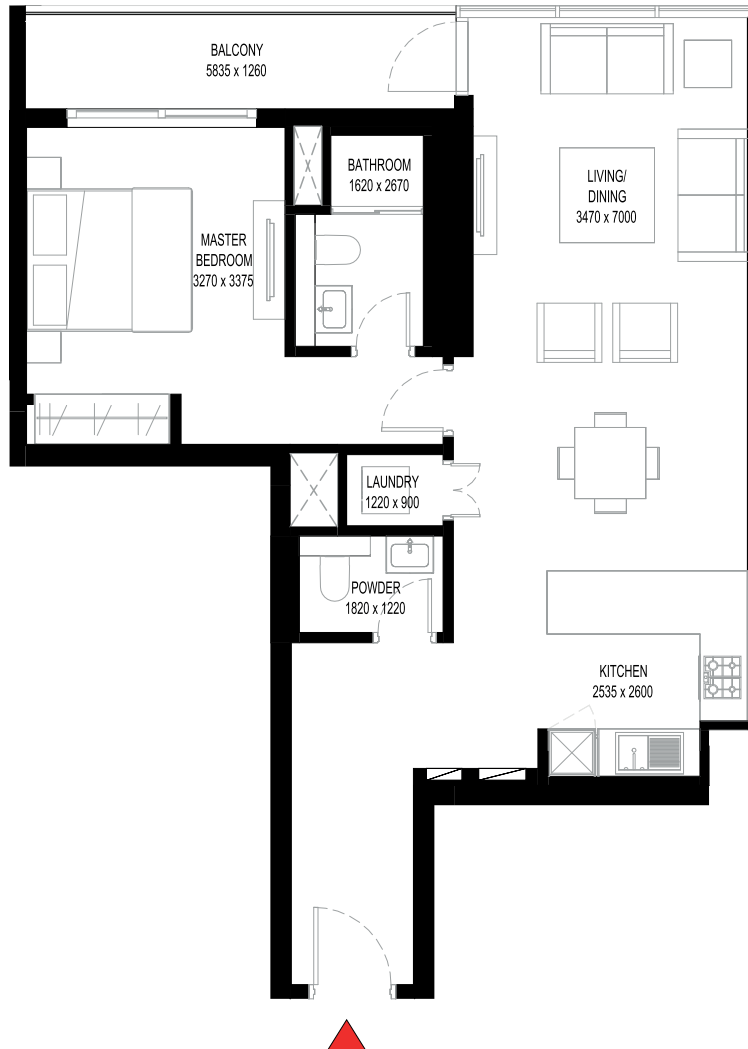 BALCONY
5835 x 1260
BATHROOM
1620 x 2670
LIVING/
DINING
3470 x 7000
MASTER
BEDROOM
3270 x 3375
LAUNDRY
1220 x 900
POWDER
1820 x 1220
KITCHEN
2535 x 2600